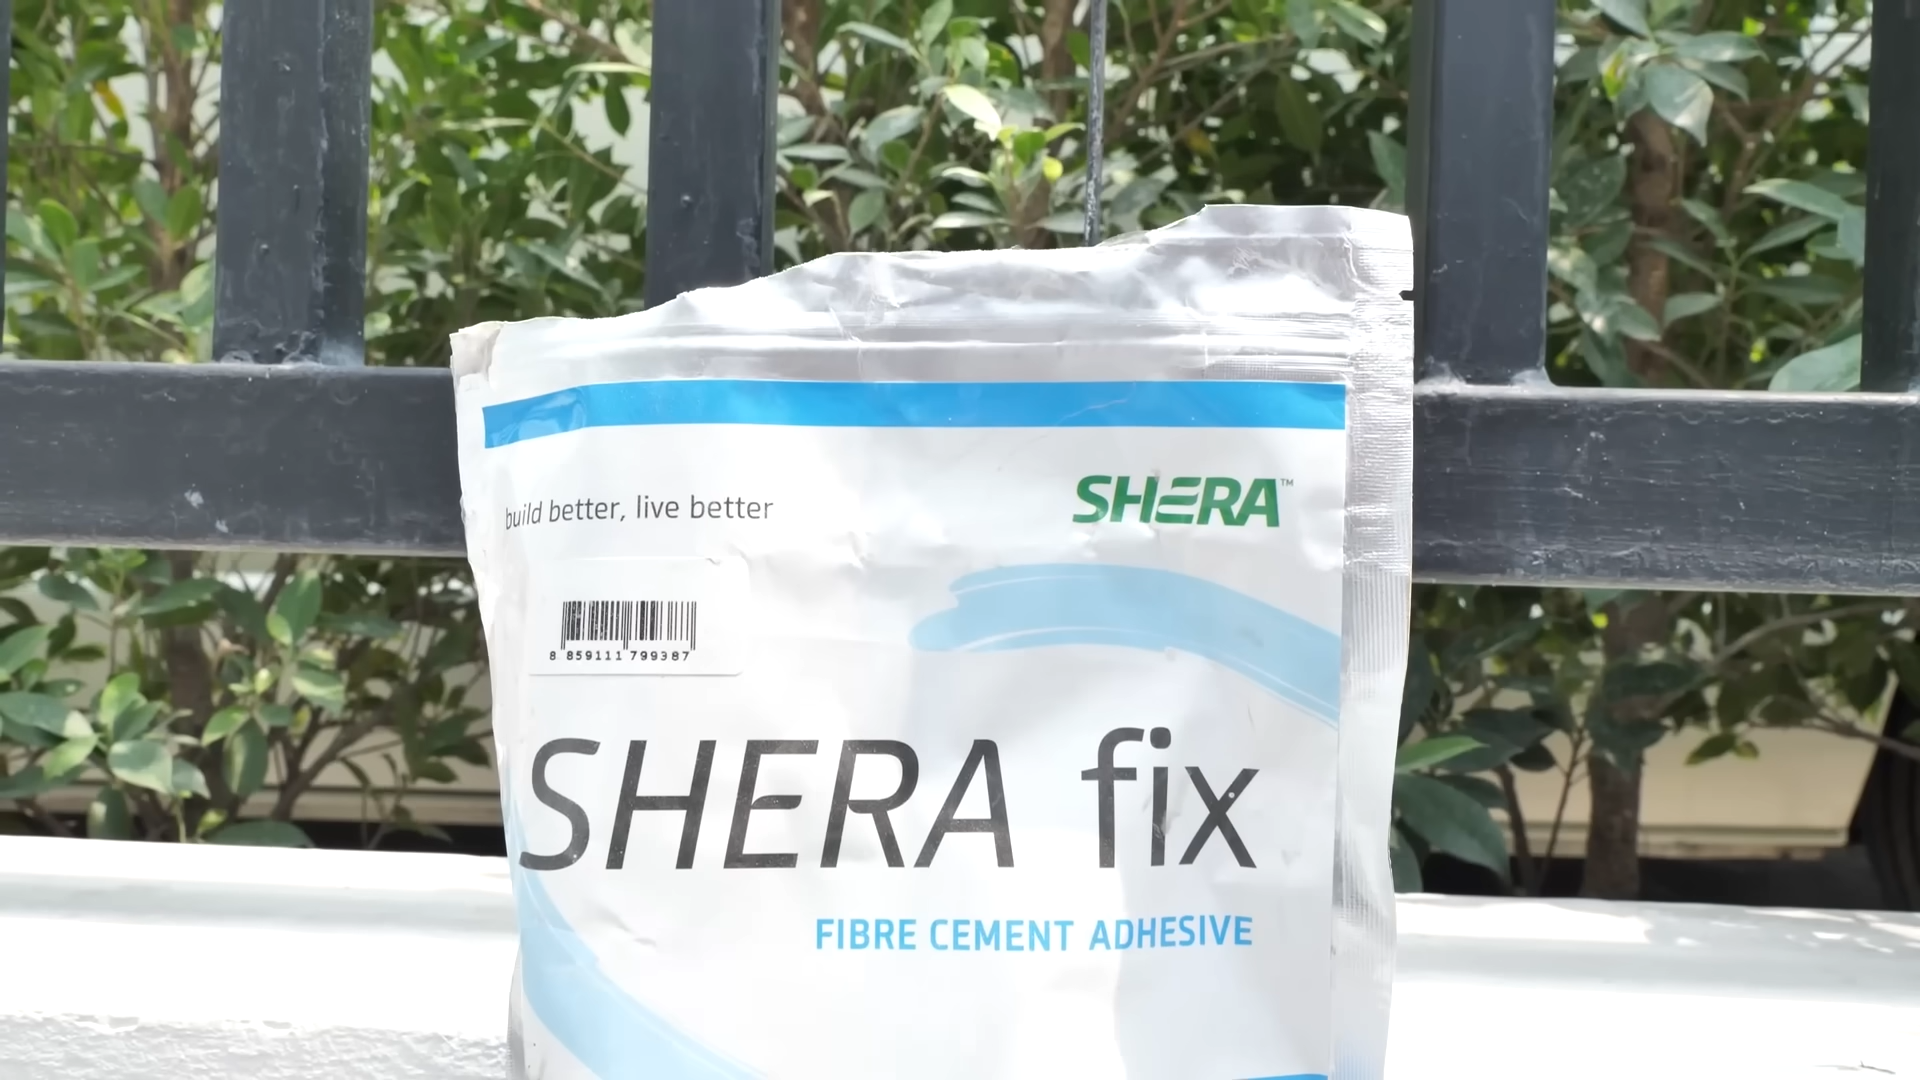 build better, live better
SHERA™
8 859111 799387
SHERA fix
FIBRE CEMENT ADHESIVE